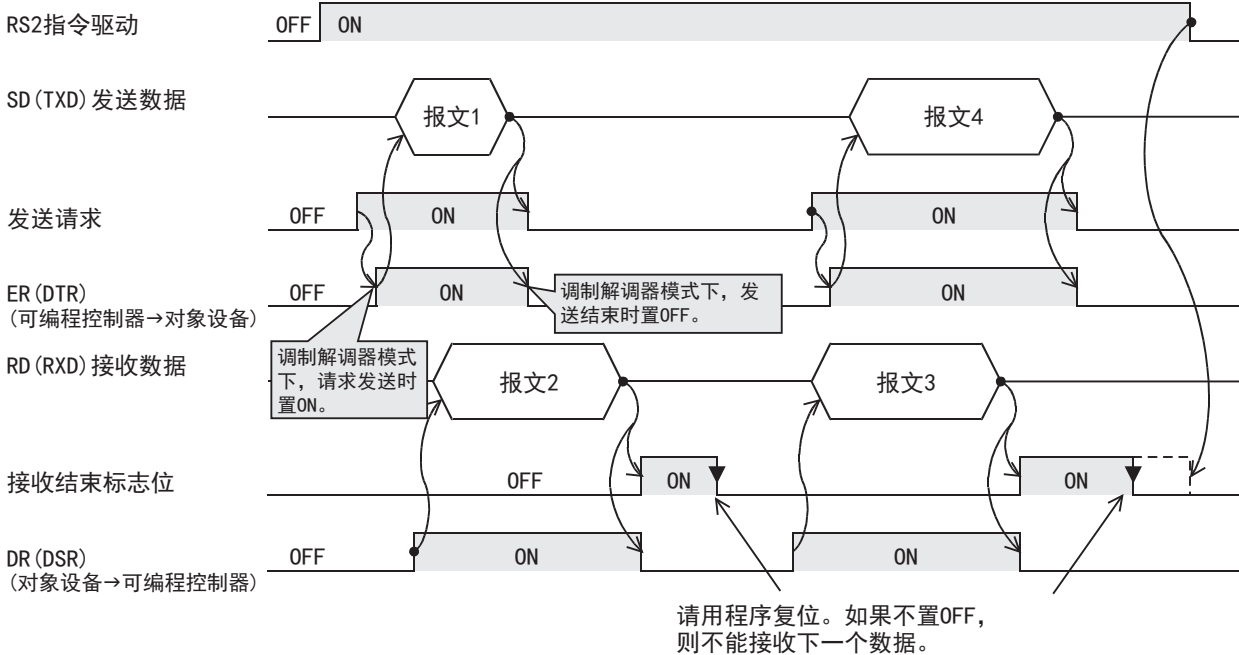 RS2指令驱动
OFF
ON
SD(TXD)发送数据
报文1
报文4
发送请求
OFF
ON
ON
ER(DTR)
(可编程控制器→对象设备)
OFF
ON
调制解调器模式下，发
送结束时置OFF。
ON
调制解调器模式
下，请求发送时
置ON。
RD(RXD)接收数据
报文2
报文3
接收结束标志位
OFF
ON
ON
DR(DSR)
(对象设备→可编程控制器)
OFF
ON
ON
请用程序复位。如果不置OFF，
则不能接收下一个数据。